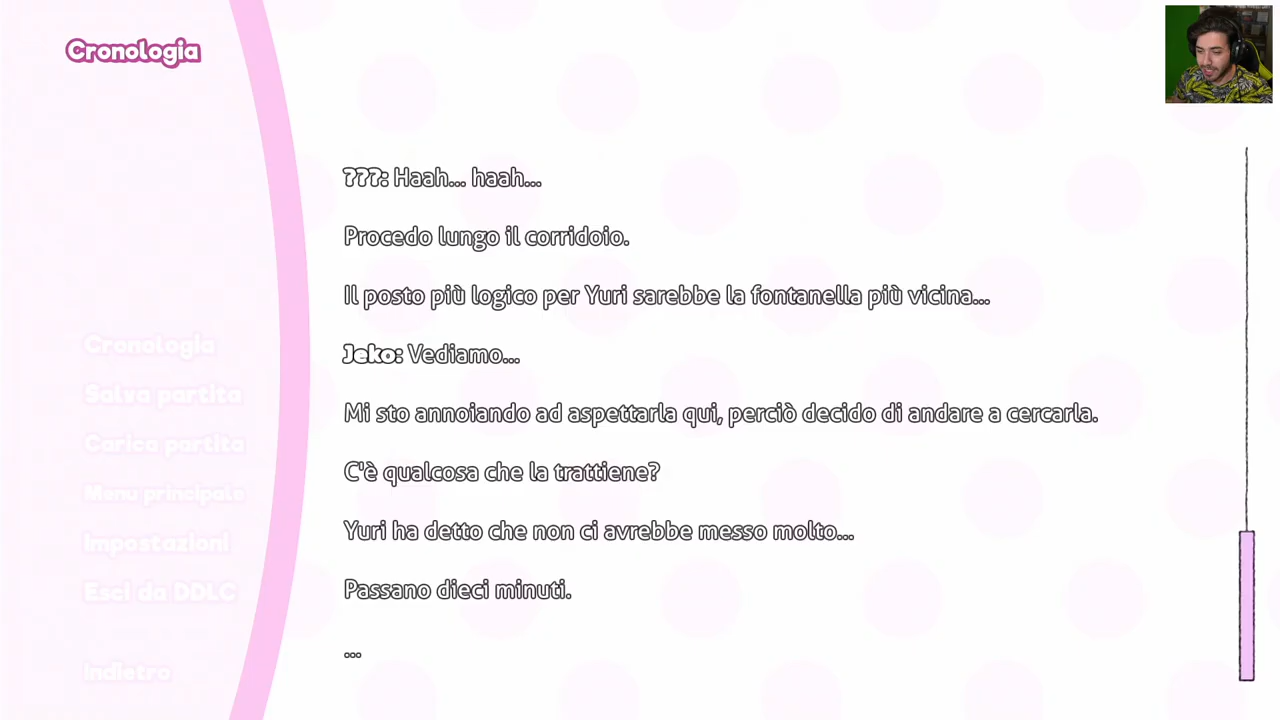 Cronologia
???: Haah... haah...
Procedo lungo il corridoio.
Il posto più logico per Yuri sarebbe la fontanella più vicina...
Jeko: Vediamo...
Mi sto annoiando ad aspettarla qui, perciò decido di andare a cercarla.
C'è qualcosa che la trattiene?
Yuri ha detto che non ci avrebbe messo molto...
Passano dieci minuti.
...
Cronologia
Salva partita
Carica partita
Menu principale
Impostazioni
Esci da DDLC
Indietro